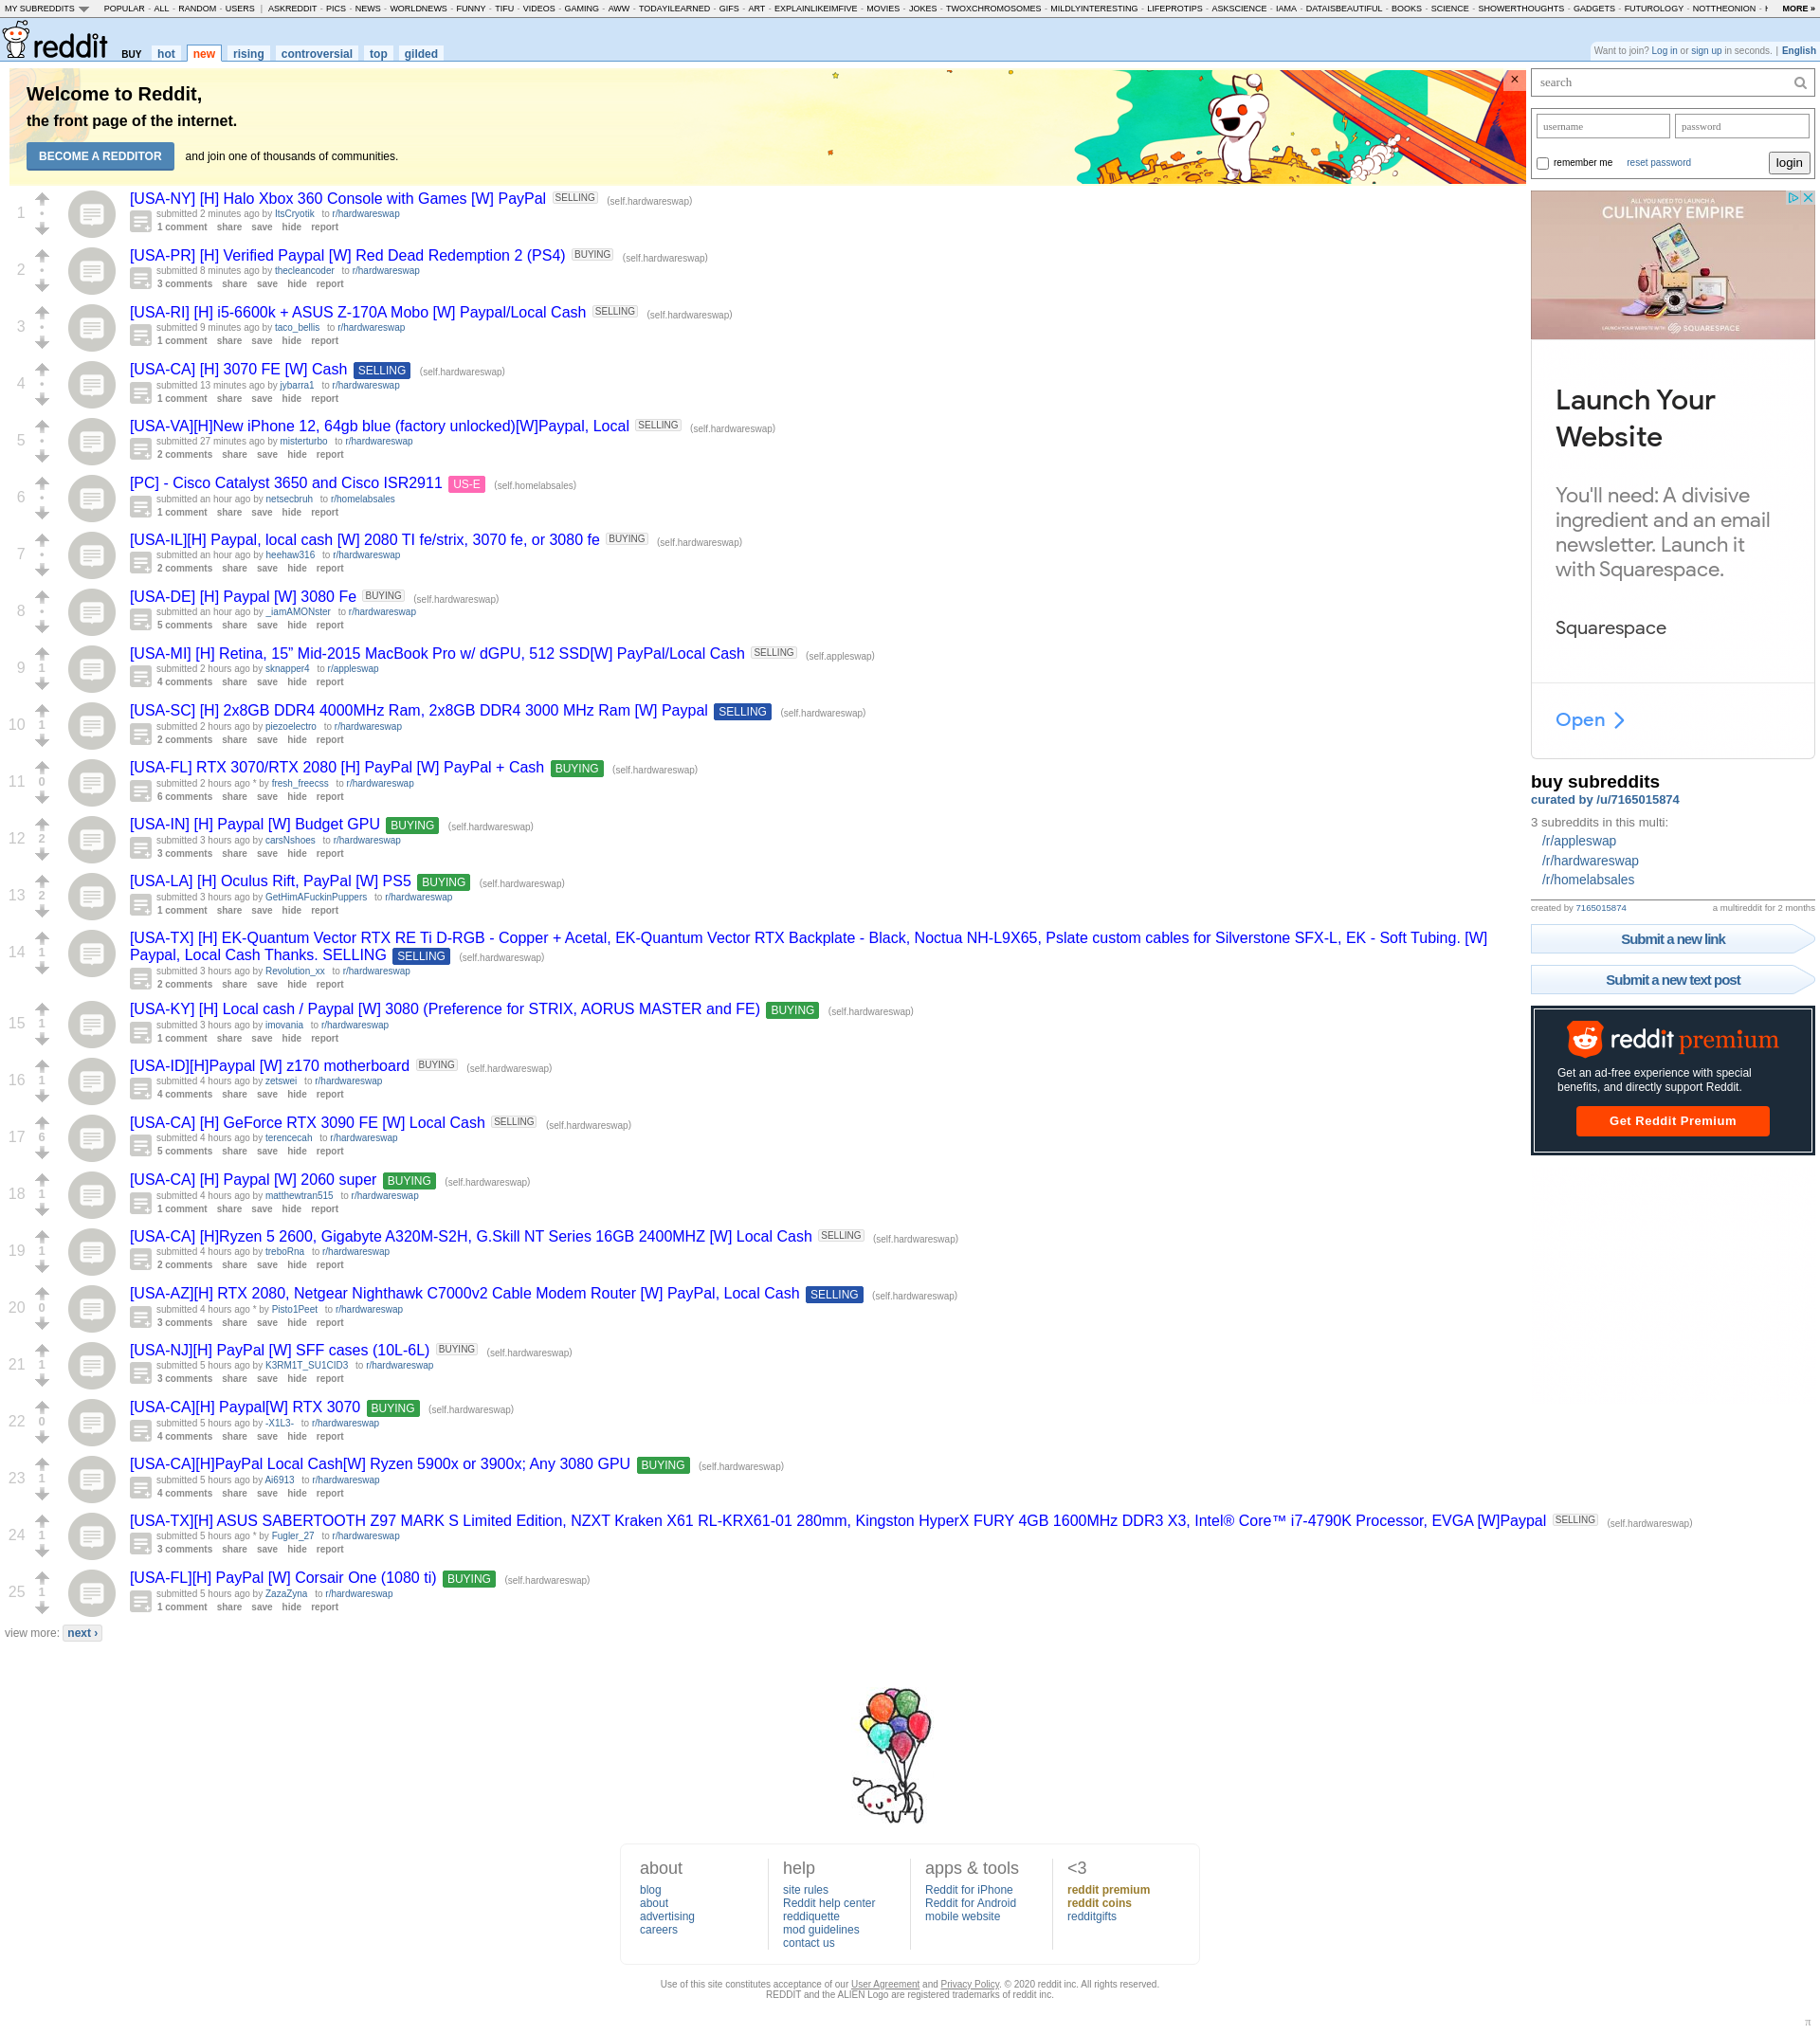 MY SUBREDDITS POPULAR - ALL - RANDOM - USERS | ASKREDDIT - PICS - NEWS - WORLDNEWS - FUNNY - TIFU - VIDEOS - GAMING - AWW - TODAYILEARNED - GIFS - ART - EXPLAINLIKEIMFIVE - MOVIES - JOKES - TWOXCHROMOSOMES - MILDLYINTERESTING - LIFEPROTIPS - ASKSCIENCE - IAMA - DATAISBEAUTIFUL - BOOKS - SCIENCE - SHOWERTHOUGHTS - GADGETS - FUTUROLOGY - NOTTHEONION - MORE »
reddit BUY hot new rising controversial top gilded
Want to join? Log in or sign up in seconds. | English
Welcome to Reddit,
the front page of the internet.
BECOME A REDDITOR and join one of thousands of communities.
×
1
[USA-NY] [H] Halo Xbox 360 Console with Games [W] PayPal SELLING (self.hardwareswap)
submitted 2 minutes ago by ItsCryotik to r/hardwareswap
1 comment share save hide report
2
[USA-PR] [H] Verified Paypal [W] Red Dead Redemption 2 (PS4) BUYING (self.hardwareswap)
submitted 8 minutes ago by thecleancoder to r/hardwareswap
3 comments share save hide report
3
[USA-RI] [H] i5-6600k + ASUS Z-170A Mobo [W] Paypal/Local Cash SELLING (self.hardwareswap)
submitted 9 minutes ago by taco_bellis to r/hardwareswap
1 comment share save hide report
4
[USA-CA] [H] 3070 FE [W] Cash SELLING (self.hardwareswap)
submitted 13 minutes ago by jybarra1 to r/hardwareswap
1 comment share save hide report
5
[USA-VA][H]New iPhone 12, 64gb blue (factory unlocked)[W]Paypal, Local SELLING (self.hardwareswap)
submitted 27 minutes ago by misterturbo to r/hardwareswap
2 comments share save hide report
6
[PC] - Cisco Catalyst 3650 and Cisco ISR2911 US-E (self.homelabsales)
submitted an hour ago by netsecbruh to r/homelabsales
1 comment share save hide report
7
[USA-IL][H] Paypal, local cash [W] 2080 TI fe/strix, 3070 fe, or 3080 fe BUYING (self.hardwareswap)
submitted an hour ago by heehaw316 to r/hardwareswap
2 comments share save hide report
8
[USA-DE] [H] Paypal [W] 3080 Fe BUYING (self.hardwareswap)
submitted an hour ago by _iamAMONster to r/hardwareswap
5 comments share save hide report
9 1
[USA-MI] [H] Retina, 15” Mid-2015 MacBook Pro w/ dGPU, 512 SSD[W] PayPal/Local Cash SELLING (self.appleswap)
submitted 2 hours ago by sknapper4 to r/appleswap
4 comments share save hide report
10 1
[USA-SC] [H] 2x8GB DDR4 4000MHz Ram, 2x8GB DDR4 3000 MHz Ram [W] Paypal SELLING (self.hardwareswap)
submitted 2 hours ago by piezoelectro to r/hardwareswap
2 comments share save hide report
11 0
[USA-FL] RTX 3070/RTX 2080 [H] PayPal [W] PayPal + Cash BUYING (self.hardwareswap)
submitted 2 hours ago * by fresh_freecss to r/hardwareswap
6 comments share save hide report
12 2
[USA-IN] [H] Paypal [W] Budget GPU BUYING (self.hardwareswap)
submitted 3 hours ago by carsNshoes to r/hardwareswap
3 comments share save hide report
13 2
[USA-LA] [H] Oculus Rift, PayPal [W] PS5 BUYING (self.hardwareswap)
submitted 3 hours ago by GetHimAFuckinPuppers to r/hardwareswap
1 comment share save hide report
14 1
[USA-TX] [H] EK-Quantum Vector RTX RE Ti D-RGB - Copper + Acetal, EK-Quantum Vector RTX Backplate - Black, Noctua NH-L9X65, Pslate custom cables for Silverstone SFX-L, EK - Soft Tubing. [W]
Paypal, Local Cash Thanks. SELLING SELLING (self.hardwareswap)
submitted 3 hours ago by Revolution_xx to r/hardwareswap
2 comments share save hide report
15 1
[USA-KY] [H] Local cash / Paypal [W] 3080 (Preference for STRIX, AORUS MASTER and FE) BUYING (self.hardwareswap)
submitted 3 hours ago by imovania to r/hardwareswap
1 comment share save hide report
16 1
[USA-ID][H]Paypal [W] z170 motherboard BUYING (self.hardwareswap)
submitted 4 hours ago by zetswei to r/hardwareswap
4 comments share save hide report
17 6
[USA-CA] [H] GeForce RTX 3090 FE [W] Local Cash SELLING (self.hardwareswap)
submitted 4 hours ago by terencecah to r/hardwareswap
5 comments share save hide report
18 1
[USA-CA] [H] Paypal [W] 2060 super BUYING (self.hardwareswap)
submitted 4 hours ago by matthewtran515 to r/hardwareswap
1 comment share save hide report
19 1
[USA-CA] [H]Ryzen 5 2600, Gigabyte A320M-S2H, G.Skill NT Series 16GB 2400MHZ [W] Local Cash SELLING (self.hardwareswap)
submitted 4 hours ago by treboRna to r/hardwareswap
2 comments share save hide report
20 0
[USA-AZ][H] RTX 2080, Netgear Nighthawk C7000v2 Cable Modem Router [W] PayPal, Local Cash SELLING (self.hardwareswap)
submitted 4 hours ago * by Pisto1Peet to r/hardwareswap
3 comments share save hide report
21 1
[USA-NJ][H] PayPal [W] SFF cases (10L-6L) BUYING (self.hardwareswap)
submitted 5 hours ago by K3RM1T_SU1CID3 to r/hardwareswap
3 comments share save hide report
22 0
[USA-CA][H] Paypal[W] RTX 3070 BUYING (self.hardwareswap)
submitted 5 hours ago by -X1L3- to r/hardwareswap
4 comments share save hide report
23 1
[USA-CA][H]PayPal Local Cash[W] Ryzen 5900x or 3900x; Any 3080 GPU BUYING (self.hardwareswap)
submitted 5 hours ago by Ai6913 to r/hardwareswap
4 comments share save hide report
24 1
[USA-TX][H] ASUS SABERTOOTH Z97 MARK S Limited Edition, NZXT Kraken X61 RL-KRX61-01 280mm, Kingston HyperX FURY 4GB 1600MHz DDR3 X3, Intel® Core™ i7-4790K Processor, EVGA [W]Paypal SELLING (self.hardwareswap)
submitted 5 hours ago * by Fugler_27 to r/hardwareswap
3 comments share save hide report
25 1
[USA-FL][H] PayPal [W] Corsair One (1080 ti) BUYING (self.hardwareswap)
submitted 5 hours ago by ZazaZyna to r/hardwareswap
1 comment share save hide report
view more: next ›
search
username password
remember me reset password login
ALL YOU NEED TO LAUNCH A
CULINARY EMPIRE
LAUNCH YOUR WEBSITE WITH SQUARESPACE
Launch Your
Website
You'll need: A divisive
ingredient and an email
newsletter. Launch it
with Squarespace.
Squarespace
Open
buy subreddits
curated by /u/7165015874
3 subreddits in this multi:
/r/appleswap
/r/hardwareswap
/r/homelabsales
created by 7165015874 a multireddit for 2 months
Submit a new link
Submit a new text post
reddit premium
Get an ad-free experience with special
benefits, and directly support Reddit.
Get Reddit Premium
about
blog
about
advertising
careers
help
site rules
Reddit help center
reddiquette
mod guidelines
contact us
apps & tools
Reddit for iPhone
Reddit for Android
mobile website
<3
reddit premium
reddit coins
redditgifts
Use of this site constitutes acceptance of our User Agreement and Privacy Policy. © 2020 reddit inc. All rights reserved.
REDDIT and the ALIEN Logo are registered trademarks of reddit inc.
π